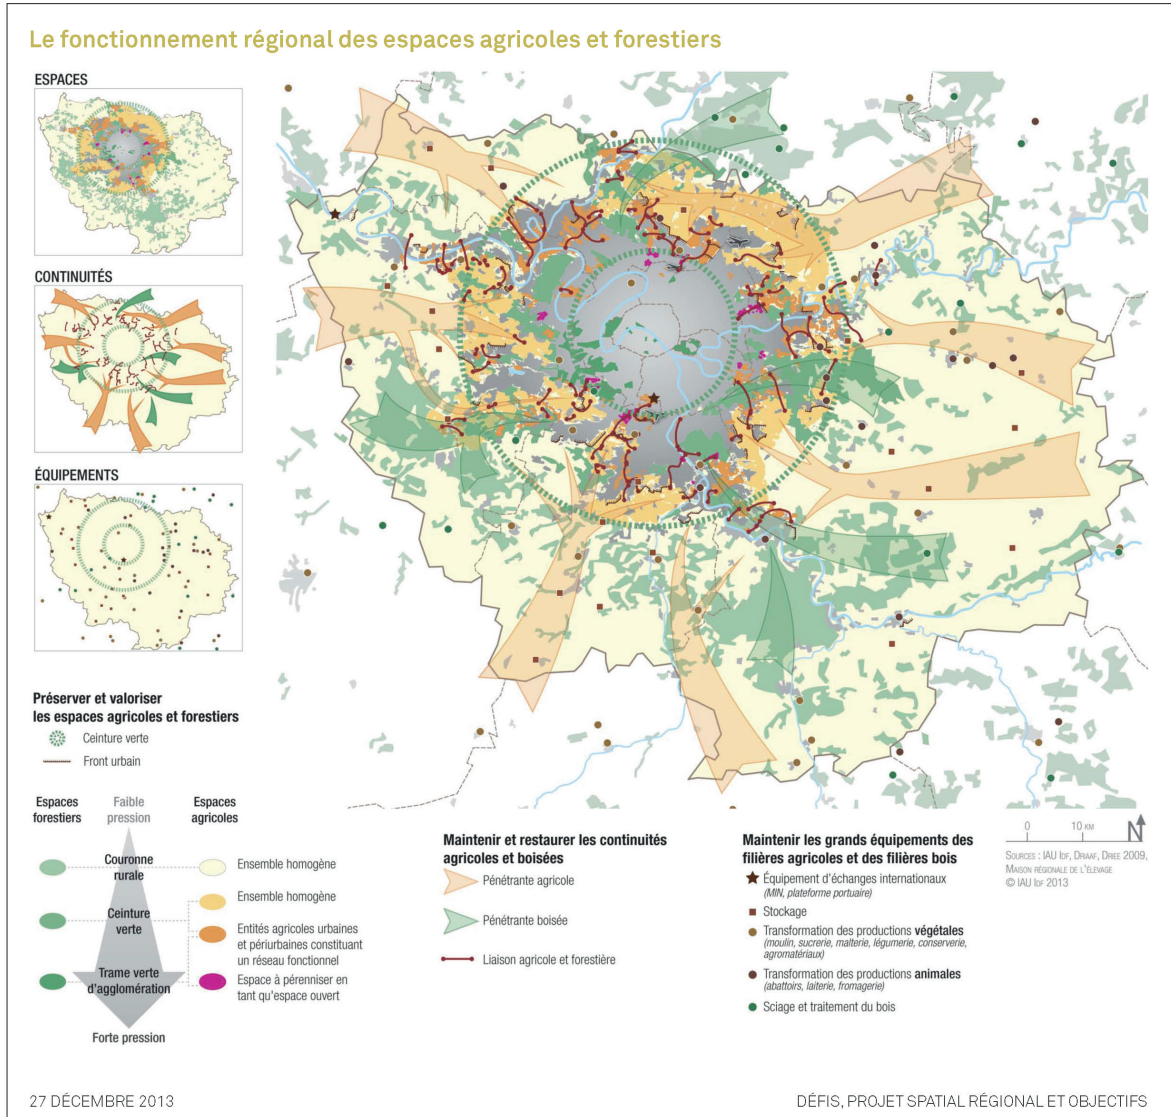 Le fonctionnement régional des espaces agricoles et forestiers
ESPACES
CONTINUITÉS
ÉQUIPEMENTS
Préserver et valoriser
les espaces agricoles et forestiers
Ceinture verte
Front urbain
Espaces
forestiers
Faible
pression
Espaces
agricoles
Couronne
rurale
Ensemble homogène
Ceinture
verte
Ensemble homogène
Entités agricoles urbaines
et périurbaines constituant
un réseau fonctionnel
Trame verte
d'agglomération
Espace à pérenniser en
tant qu'espace ouvert
Forte pression
Maintenir et restaurer les continuités
agricoles et boisées
Pénétrante agricole
Pénétrante boisée
Liaison agricole et forestière
Maintenir les grands équipements des
filières agricoles et des filières bois
Équipement d'échanges internationaux
(MIN, plateforme portuaire)
Stockage
Transformation des productions végétales
(moulin, sucrerie, malterie, légumerie, conserverie,
agromatériaux)
Transformation des productions animales
(abattoirs, laiterie, fromagerie)
Sciage et traitement du bois
0 10 KM
N
SOURCES : IAU IDF, DRAAF, DRIEE 2009,
MAISON RÉGIONALE DE L'ÉLEVAGE
© IAU IDF 2013
27 DÉCEMBRE 2013
DÉFIS, PROJET SPATIAL RÉGIONAL ET OBJECTIFS